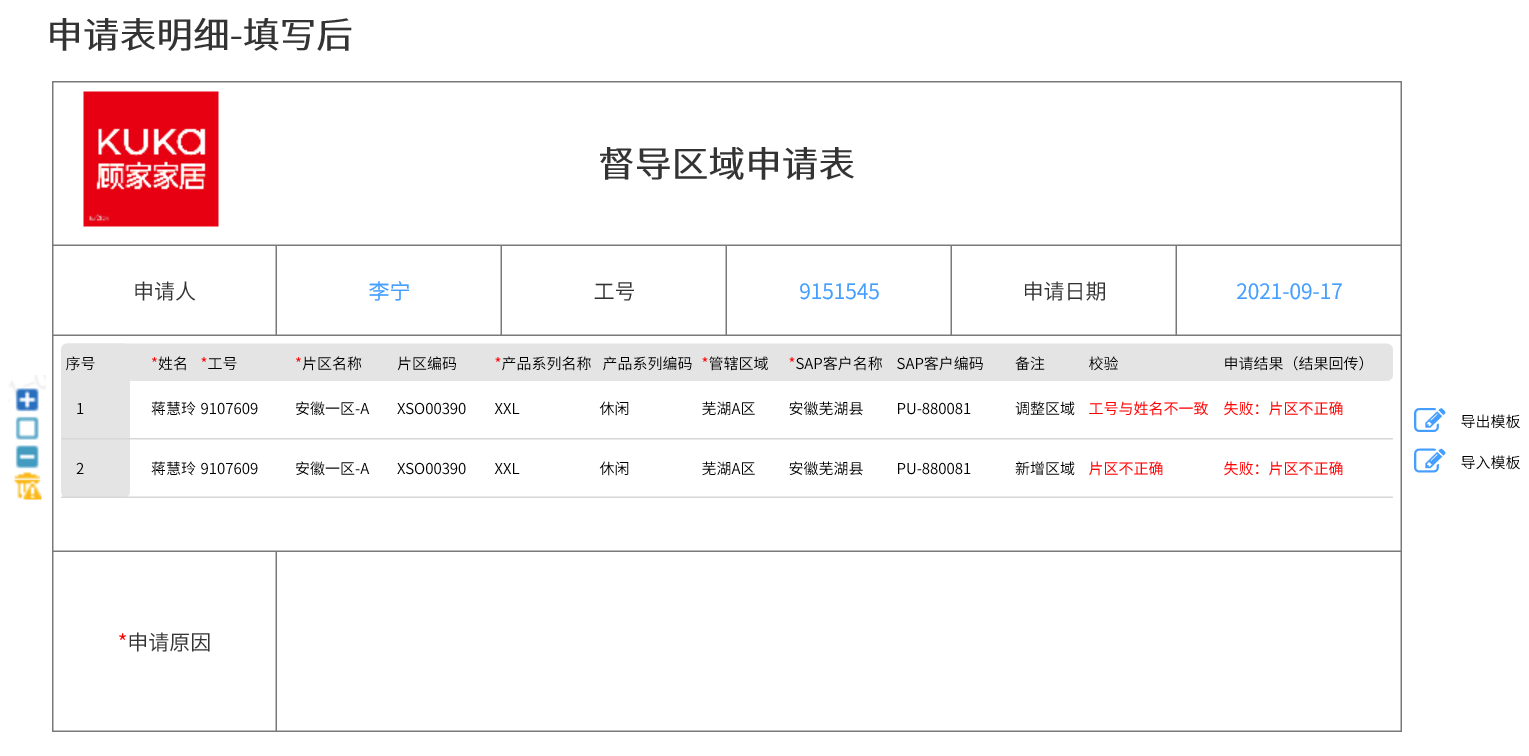 申请表明细-填写后
KUKa
顾家家居
督导区域申请表
申请人 李宁 工号 9151545 申请日期 2021-09-17
序号 *姓名 *工号 *片区名称 片区编码 *产品系列名称 产品系列编码 *管辖区域 *SAP客户名称 SAP客户编码 备注 校验 申请结果（结果回传）
1 蒋慧玲 9107609 安徽一区-A XSO00390 XXL 休闲 芜湖A区 安徽芜湖县 PU-880081 调整区域 工号与姓名不一致 失败：片区不正确
2 蒋慧玲 9107609 安徽一区-A XSO00390 XXL 休闲 芜湖A区 安徽芜湖县 PU-880081 新增区域 片区不正确 失败：片区不正确
导出模板
导入模板
*申请原因